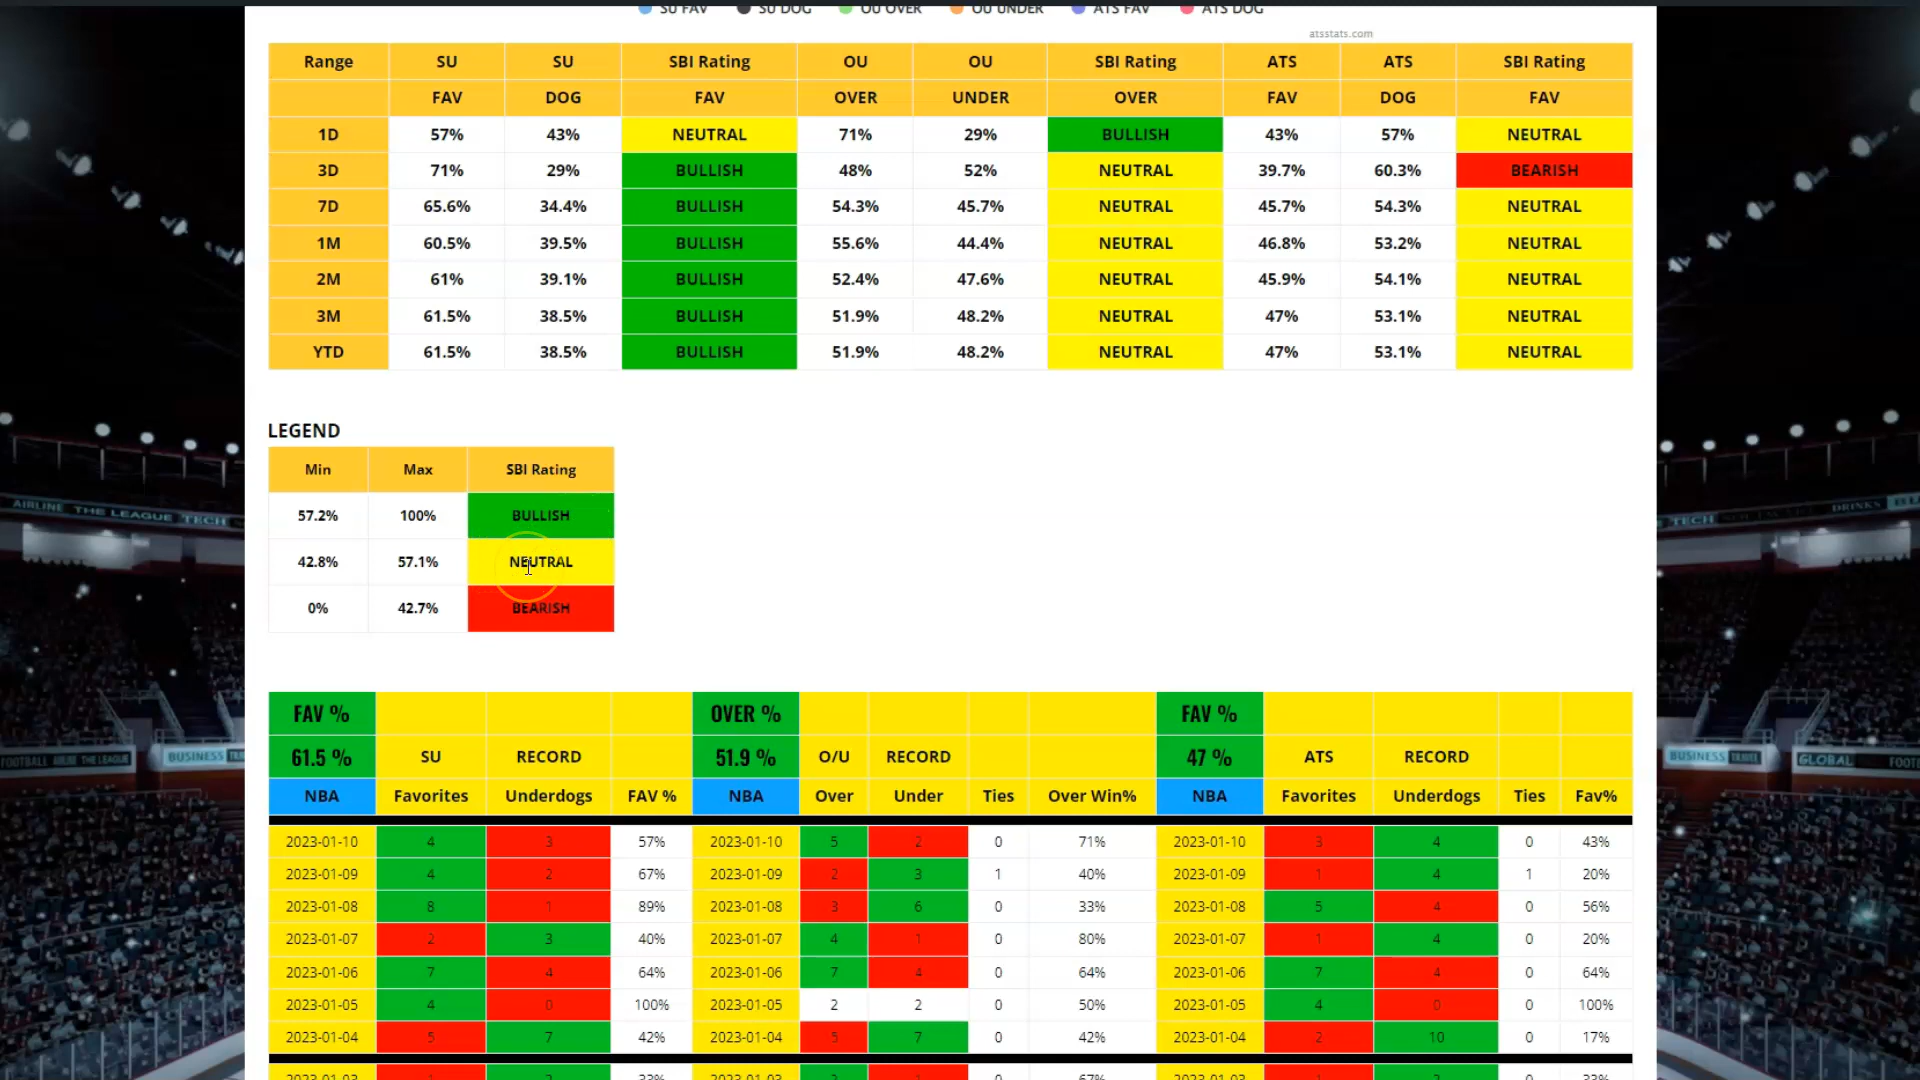 SU FAV SU DOG OU OVER OU UNDER ATS FAV ATS DOG
atsstats.com
Range SU SU SBI Rating OU OU SBI Rating ATS ATS SBI Rating
FAV DOG FAV OVER UNDER OVER FAV DOG FAV
1D 57% 43% NEUTRAL 71% 29% BULLISH 43% 57% NEUTRAL
3D 71% 29% BULLISH 48% 52% NEUTRAL 39.7% 60.3% BEARISH
7D 65.6% 34.4% BULLISH 54.3% 45.7% NEUTRAL 45.7% 54.3% NEUTRAL
1M 60.5% 39.5% BULLISH 55.6% 44.4% NEUTRAL 46.8% 53.2% NEUTRAL
2M 61% 39.1% BULLISH 52.4% 47.6% NEUTRAL 45.9% 54.1% NEUTRAL
3M 61.5% 38.5% BULLISH 51.9% 48.2% NEUTRAL 47% 53.1% NEUTRAL
YTD 61.5% 38.5% BULLISH 51.9% 48.2% NEUTRAL 47% 53.1% NEUTRAL
LEGEND
Min Max SBI Rating
57.2% 100% BULLISH
42.8% 57.1% NEUTRAL
0% 42.7% BEARISH
FAV % OVER % FAV %
61.5 % SU RECORD 51.9 % O/U RECORD 47 % ATS RECORD
NBA Favorites Underdogs FAV % NBA Over Under Ties Over Win% NBA Favorites Underdogs Ties Fav%
2023-01-10 4 3 57% 2023-01-10 5 2 0 71% 2023-01-10 3 4 0 43%
2023-01-09 4 2 67% 2023-01-09 2 3 1 40% 2023-01-09 1 4 1 20%
2023-01-08 8 1 89% 2023-01-08 3 6 0 33% 2023-01-08 5 4 0 56%
2023-01-07 2 3 40% 2023-01-07 4 1 0 80% 2023-01-07 1 4 0 20%
2023-01-06 7 4 64% 2023-01-06 7 4 0 64% 2023-01-06 7 4 0 64%
2023-01-05 4 0 100% 2023-01-05 2 2 0 50% 2023-01-05 4 0 0 100%
2023-01-04 5 7 42% 2023-01-04 5 7 0 42% 2023-01-04 2 10 0 17%
AIRLINE THE LEAGUE TECH
TECH DRINKS
FOOTBALL AIRLINE THE LEAGUE
BUSINESS
BUSINESS TRAVEL
GLOBAL